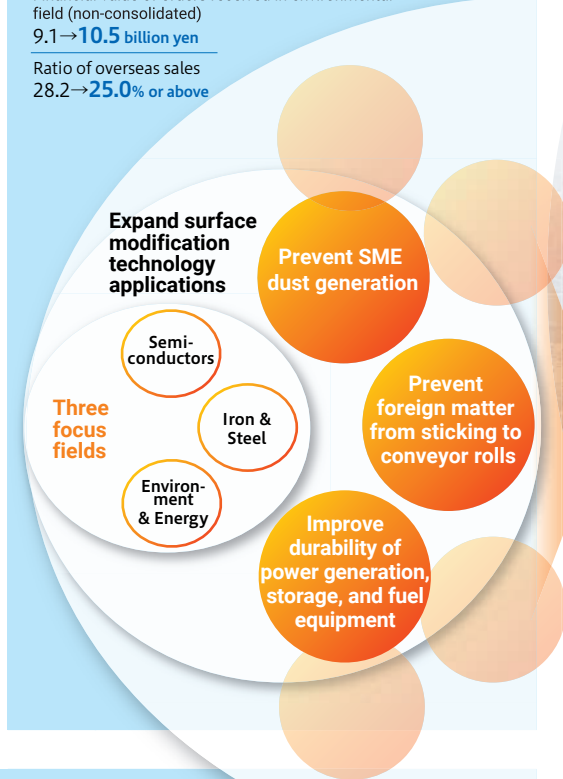 field (non-consolidated)
9.1→10.5 billion yen
Ratio of overseas sales
28.2→25.0% or above
Expand surface
modification
technology
applications
Prevent SME
dust generation
Semi-
conductors
Three
focus
fields
Iron &
Steel
Prevent
foreign matter
from sticking to
conveyor rolls
Environ-
ment
& Energy
Improve
durability of
power generation,
storage, and fuel
equipment